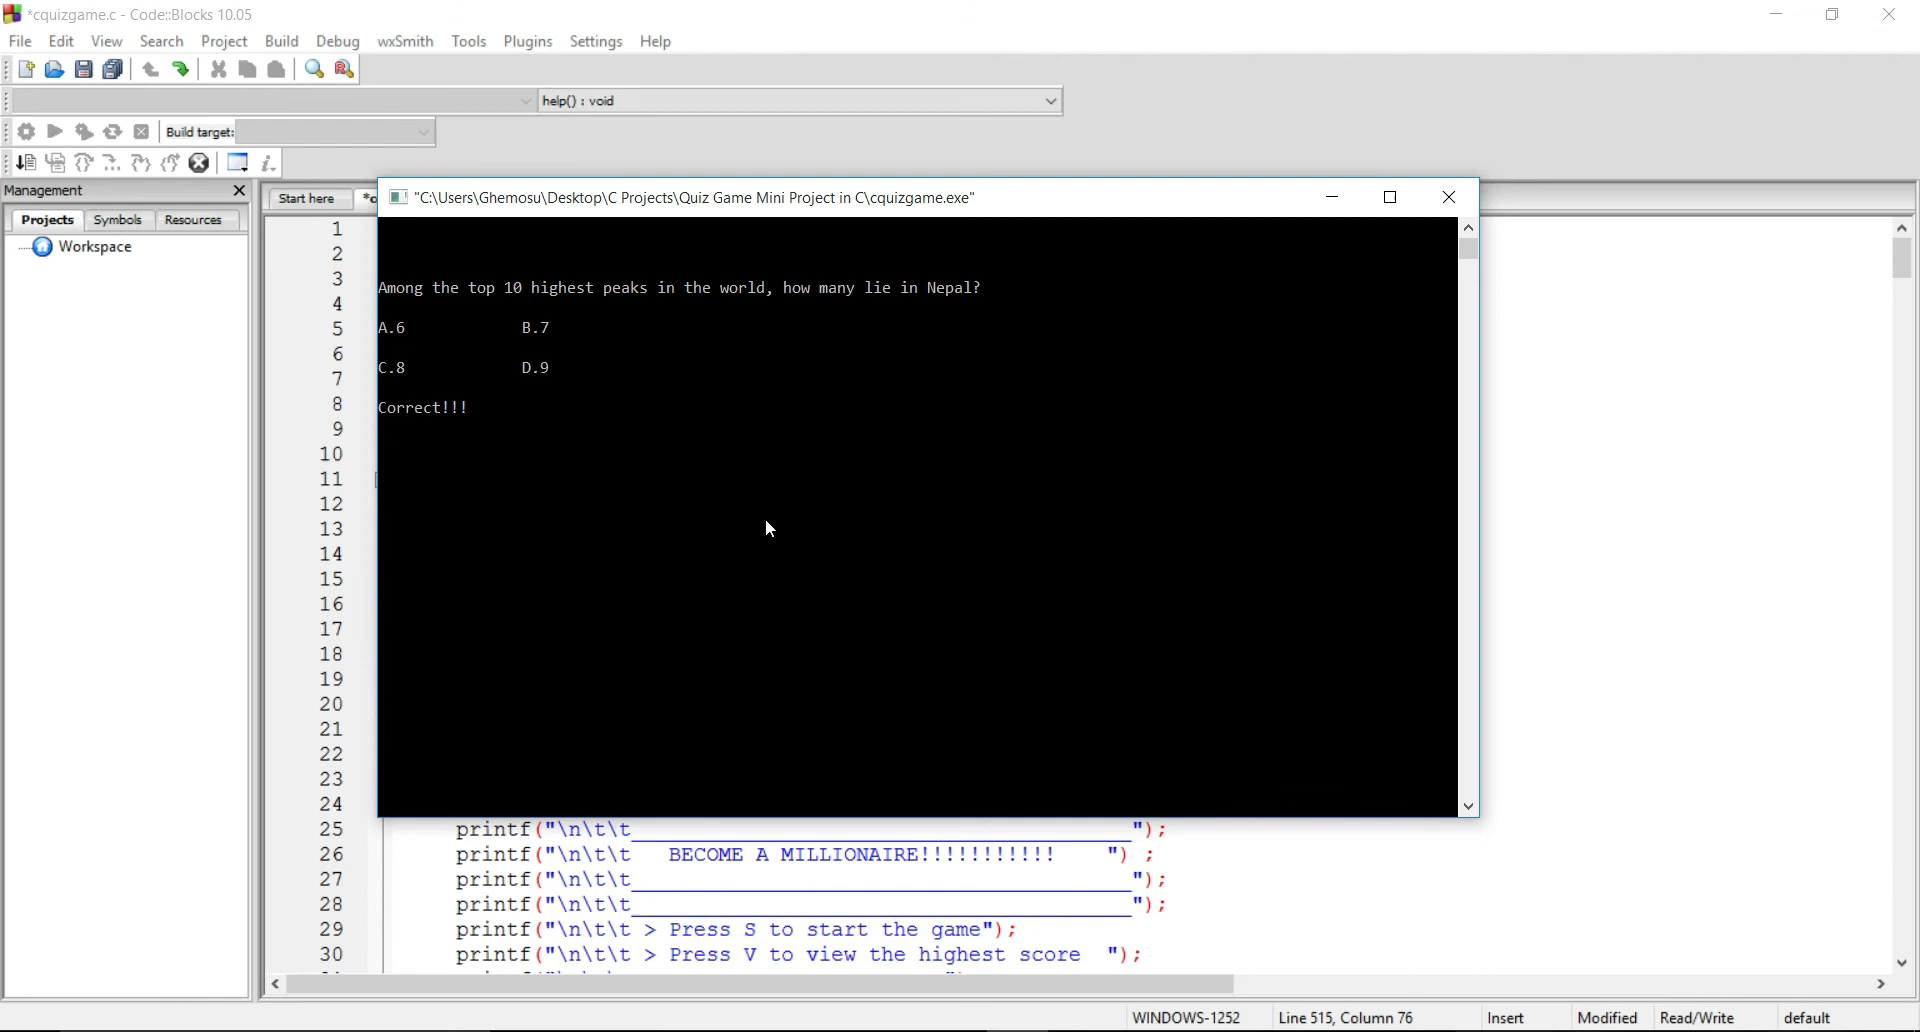 *cquizgame.c - Code::Blocks 10.05
File Edit View Search Project Build Debug wxSmith Tools Plugins Settings Help
help() : void
Build target:
Management
Start here
"C:\Users\Ghemosu\Desktop\C Projects\Quiz Game Mini Project in C\cquizgame.exe"
Projects Symbols Resources
Workspace
Among the top 10 highest peaks in the world, how many lie in Nepal?
A.6 B.7
C.8 D.9
Correct!!!
1
2
3
4
5
6
7
8
9
10
11
12
13
14
15
16
17
18
19
20
21
22
23
24
25 printf("\n\t\t________________________________________");
26 printf("\n\t\t   BECOME A MILLIONAIRE!!!!!!!!!!!    ") ;
27 printf("\n\t\t________________________________________");
28 printf("\n\t\t________________________________________");
29 printf("\n\t\t > Press S to start the game");
30 printf("\n\t\t > Press V to view the highest score  ");
WINDOWS-1252 Line 515, Column 76 Insert Modified Read/Write default